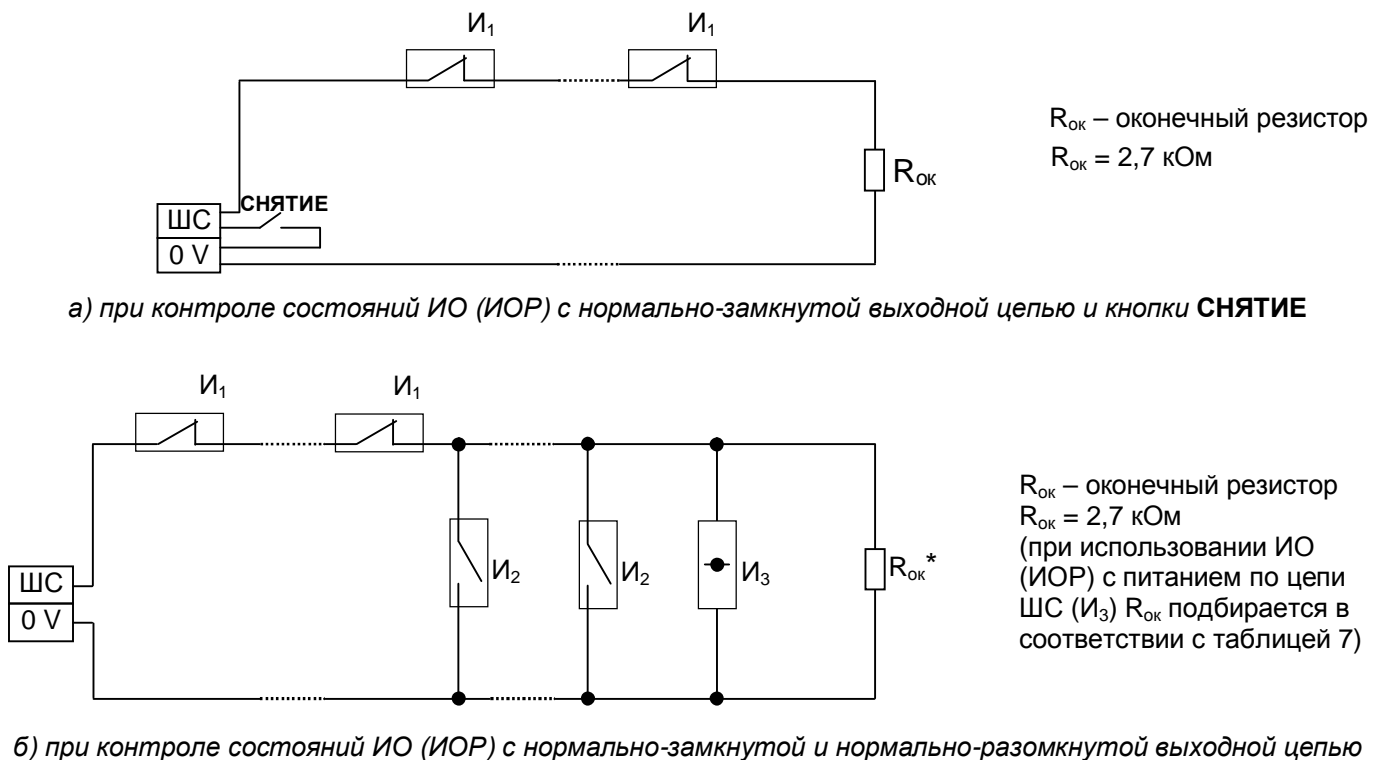 И₁ И₁
Rок – оконечный резистор
Rок = 2,7 кОм
Rок
СНЯТИЕ
ШС
0 V
а) при контроле состояний ИО (ИОР) с нормально-замкнутой выходной цепью и кнопки СНЯТИЕ
И₁ И₁
Rок – оконечный резистор
Rок = 2,7 кОм
(при использовании ИО
(ИОР) с питанием по цепи
ШС (И₃) Rок подбирается в
соответствии с таблицей 7)
И₂ И₂ И₃ Rок*
ШС
0 V
б) при контроле состояний ИО (ИОР) с нормально-замкнутой и нормально-разомкнутой выходной цепью